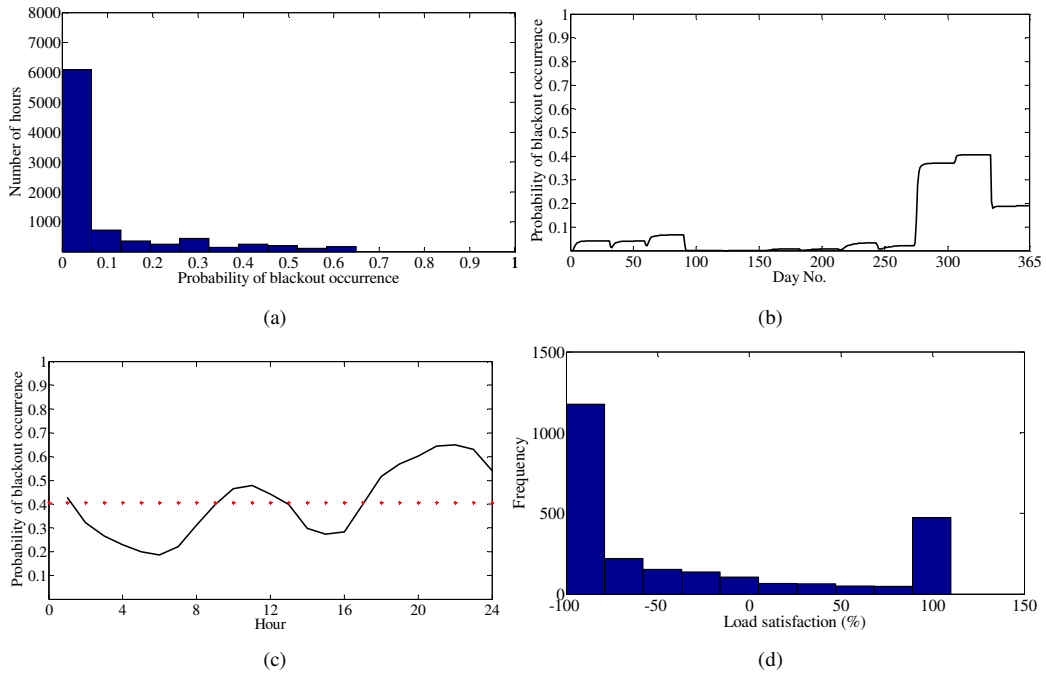 8000
7000
6000
5000
4000
3000
2000
1000
Number of hours
0 0.1 0.2 0.3 0.4 0.5 0.6 0.7 0.8 0.9 1
Probability of blackout occurrence
(a)
1
0.9
0.8
0.7
0.6
0.5
0.4
0.3
0.2
0.1
Probability of blackout occurrence
0 50 100 150 200 250 300 365
Day No.
(b)
1
0.9
0.8
0.7
0.6
0.5
0.4
0.3
0.2
0.1
Probability of blackout occurrence
0 4 8 12 16 20 24
Hour
(c)
1500
1000
500
0
Frequency
-100 -50 0 50 100 150
Load satisfaction (%)
(d)